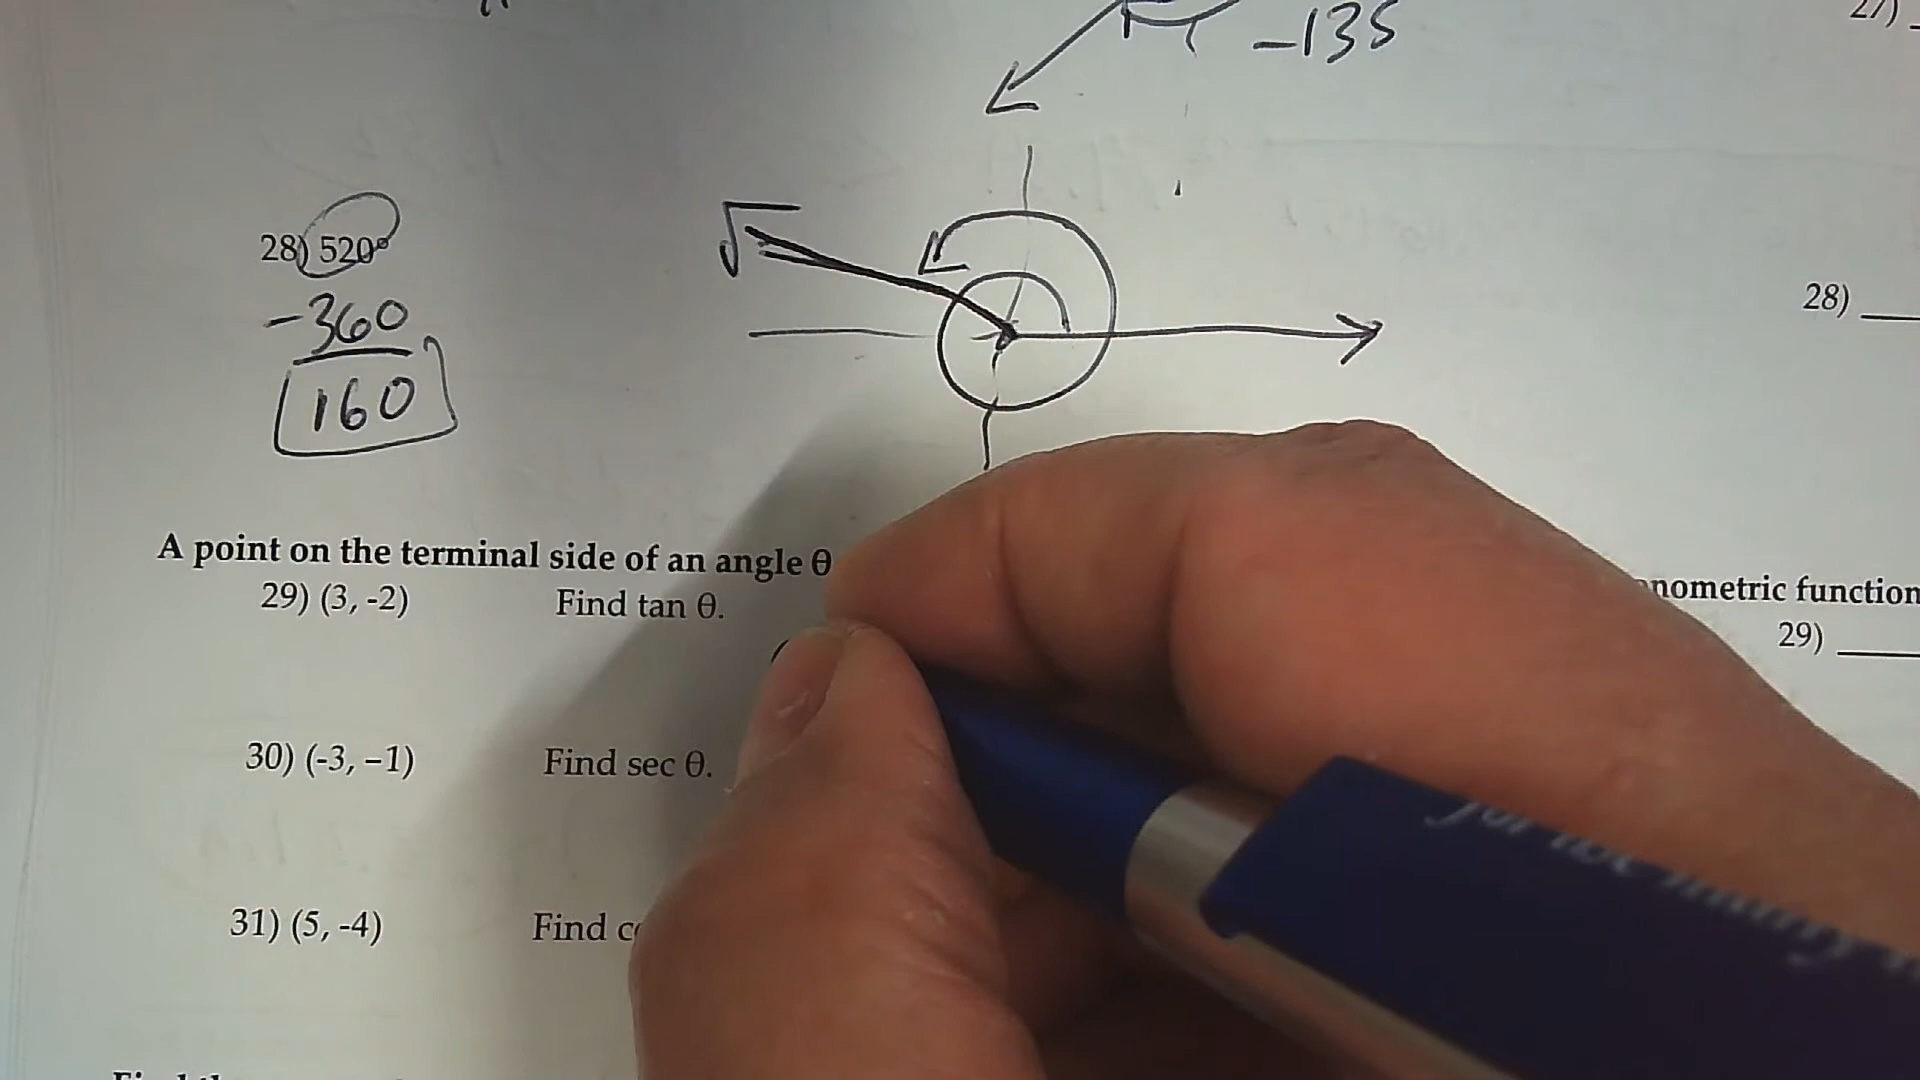 27)
-135
28) 520°
-360
160
28)
A point on the terminal side of an angle θ
nometric function
29) (3, -2) Find tan θ.
29)
30) (-3, -1) Find sec θ.
31) (5, -4) Find